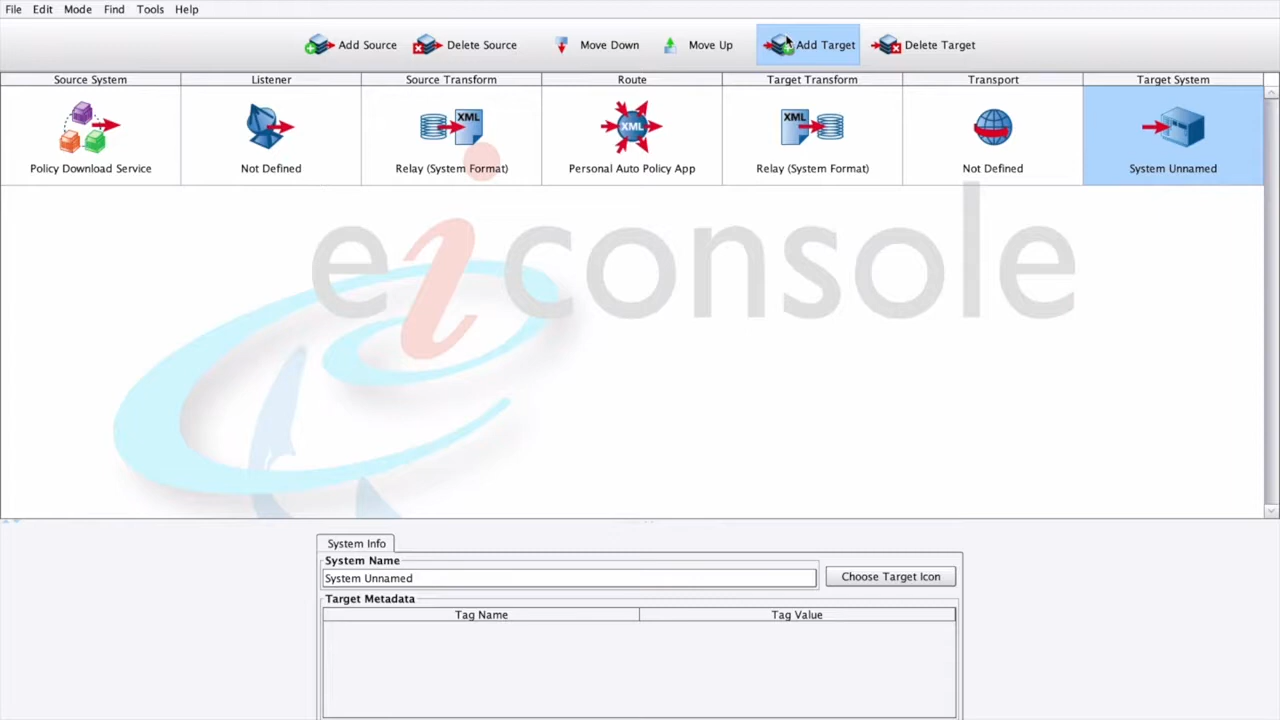 File Edit Mode Find Tools Help
Add Source Delete Source Move Down Move Up Add Target Delete Target
Source System Listener Source Transform Route Target Transform Transport Target System
XML XML XML
Policy Download Service Not Defined Relay (System Format) Personal Auto Policy App Relay (System Format) Not Defined System Unnamed
eiconsole
System Info
System Name
System Unnamed Choose Target Icon
Target Metadata
Tag Name Tag Value